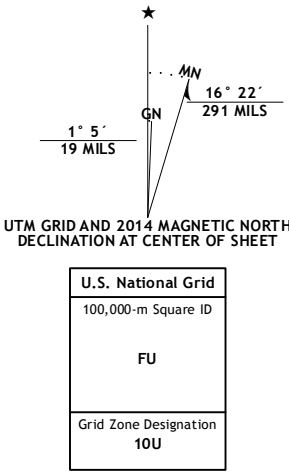 ★
MN
GN
16° 22´
291 MILS
1° 5´
19 MILS
UTM GRID AND 2014 MAGNETIC NORTH
DECLINATION AT CENTER OF SHEET
U.S. National Grid
100,000-m Square ID
FU
Grid Zone Designation
10U